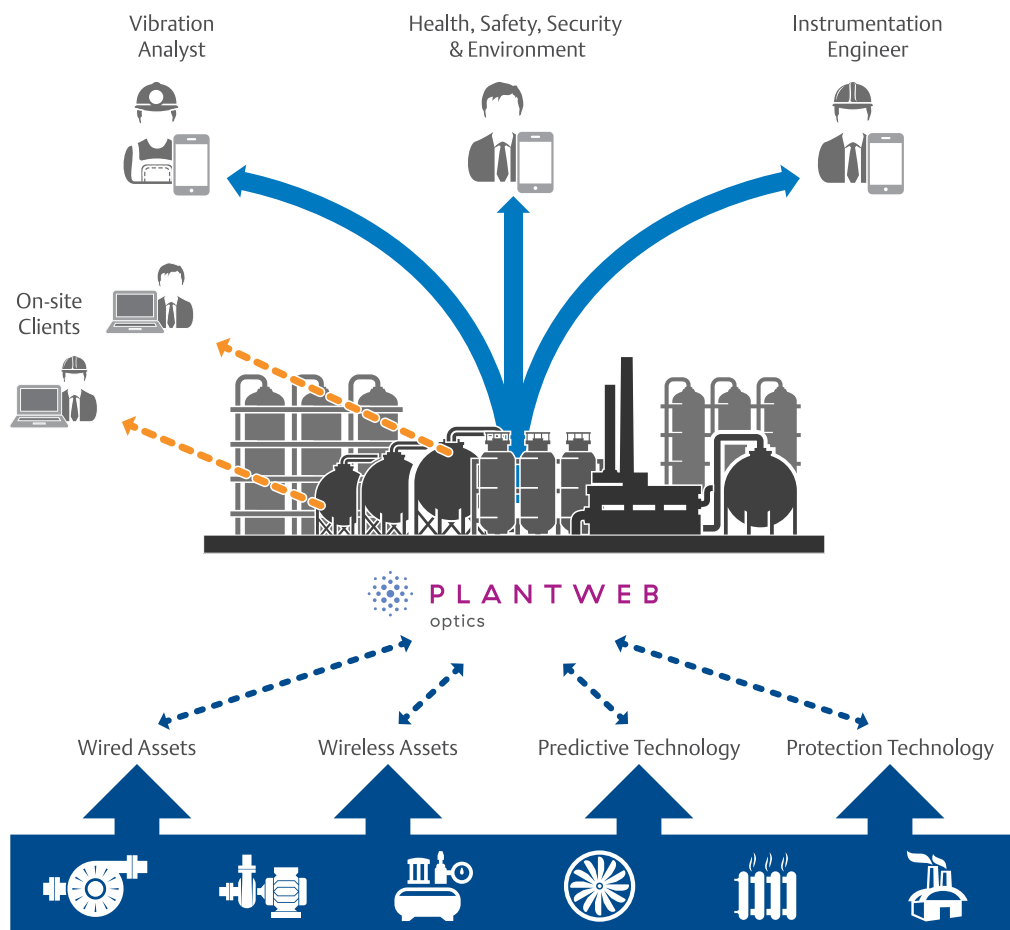 Vibration
Analyst
Health, Safety, Security
& Environment
Instrumentation
Engineer
On-site
Clients
PLANTWEB
optics
Wired Assets
Wireless Assets
Predictive Technology
Protection Technology